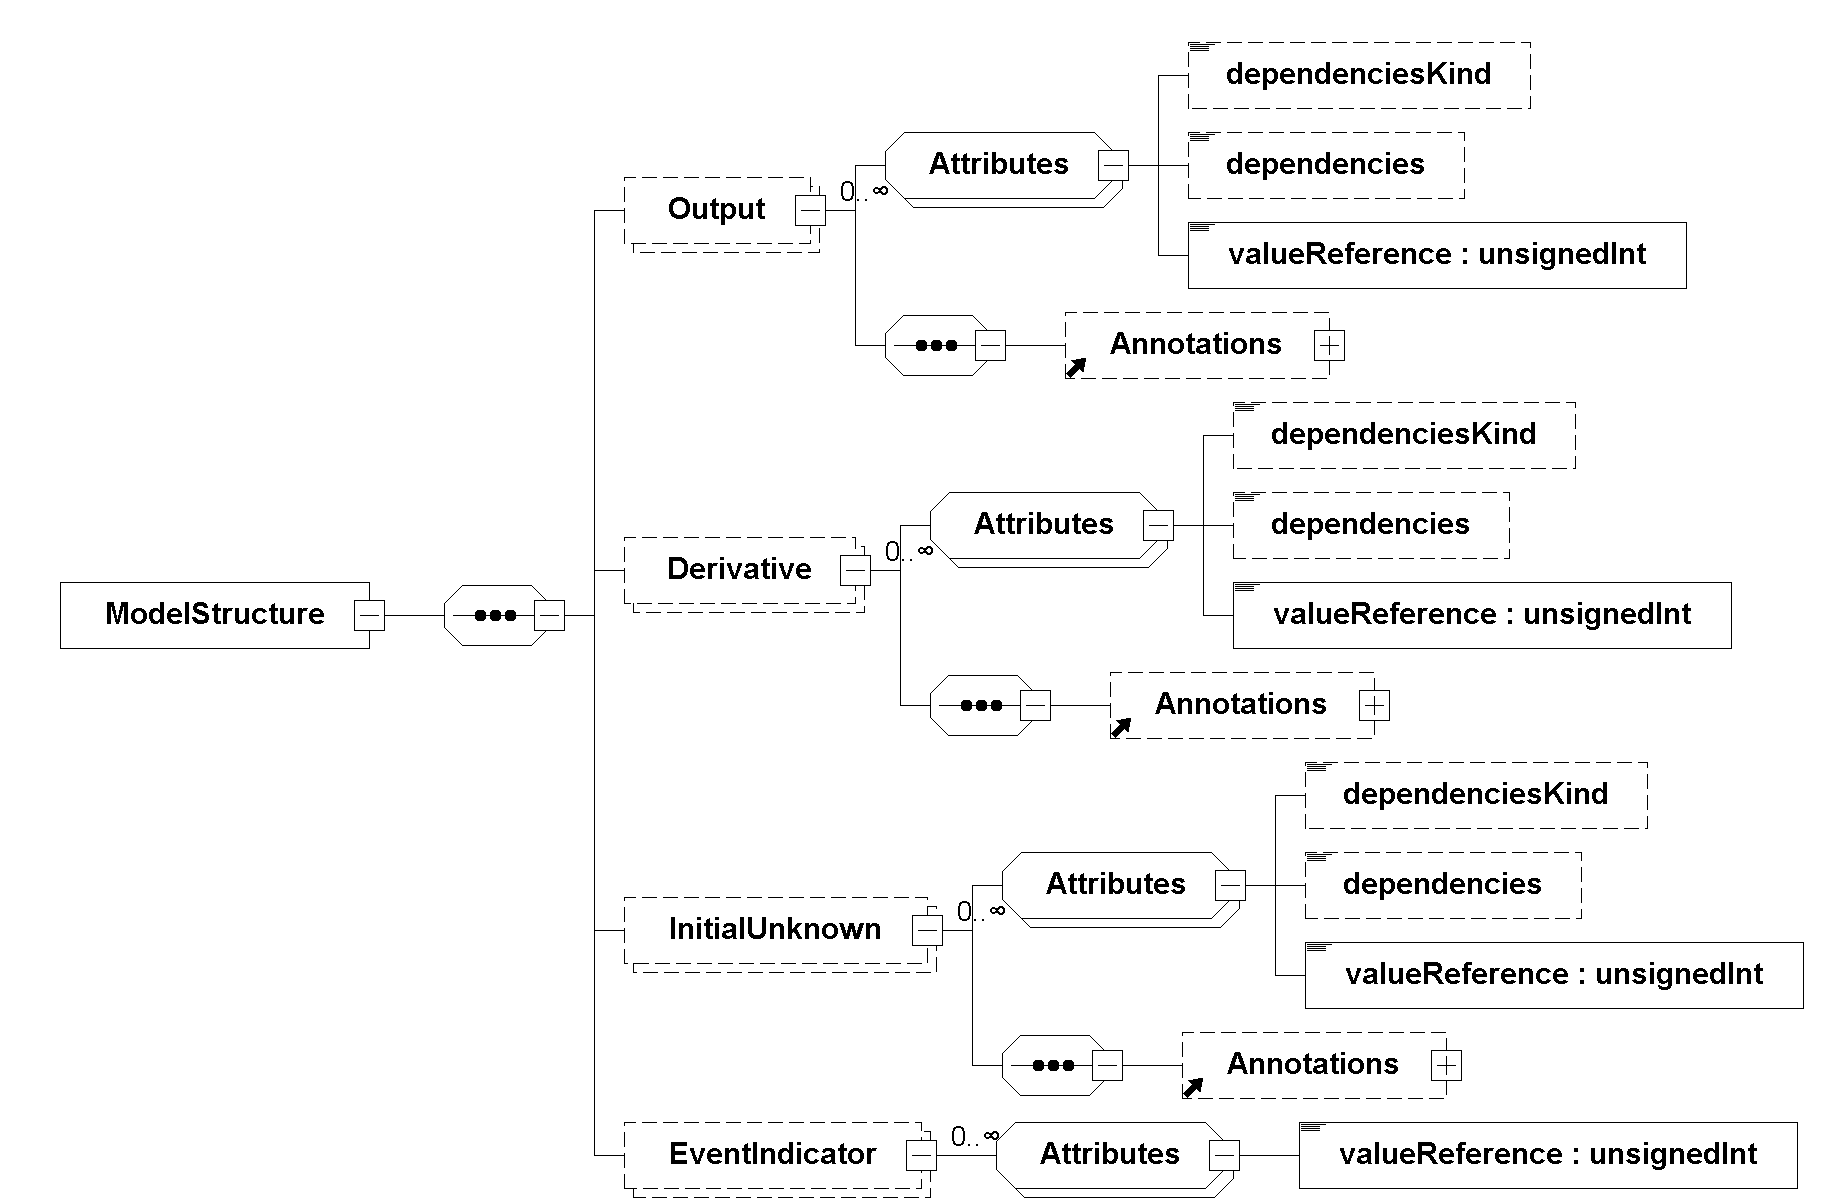 dependenciesKind
Attributes
dependencies
0..∞
Output
valueReference : unsignedInt
Annotations
dependenciesKind
Attributes
dependencies
0..∞
Derivative
ModelStructure
valueReference : unsignedInt
Annotations
dependenciesKind
Attributes
dependencies
0..∞
InitialUnknown
valueReference : unsignedInt
Annotations
0..∞
EventIndicator
Attributes
valueReference : unsignedInt